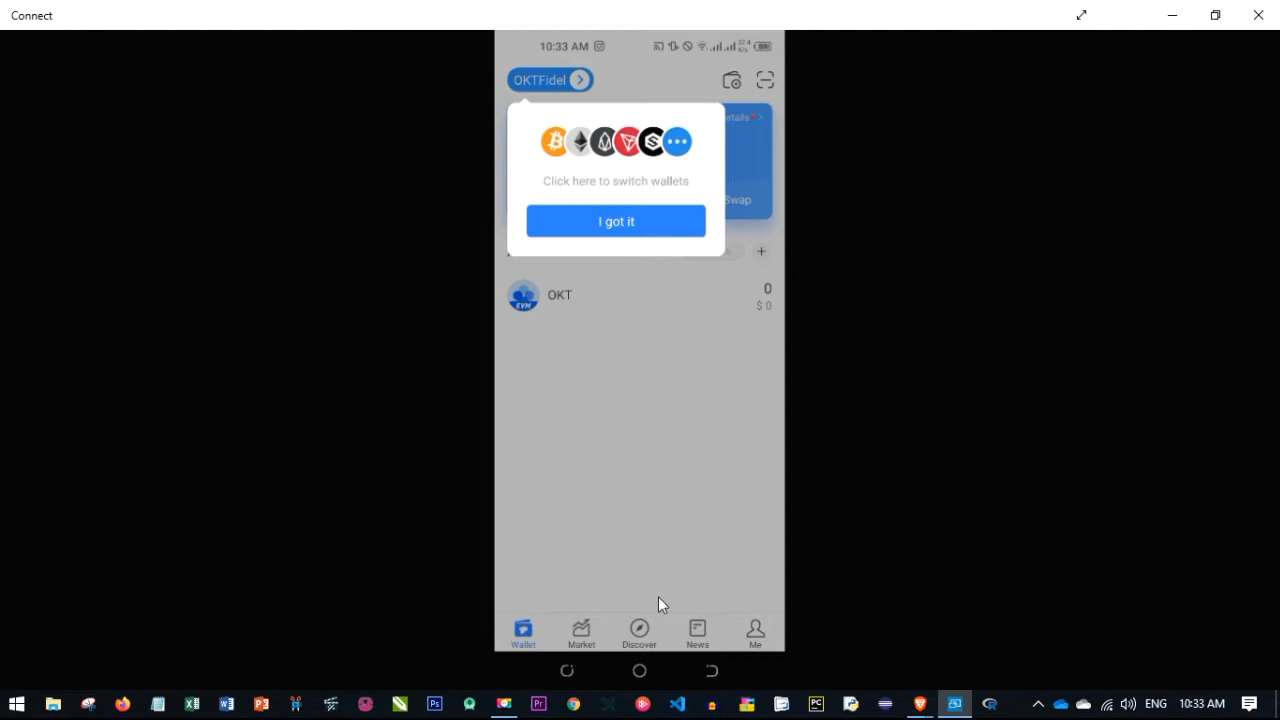 Connect
10:33 AM
OKTFidel
etails
Click here to switch wallets
Swap
I got it
+
OKT
0
EVM
$ 0
Wallet
Market
Discover
News
Me
ENG
10:33 AM